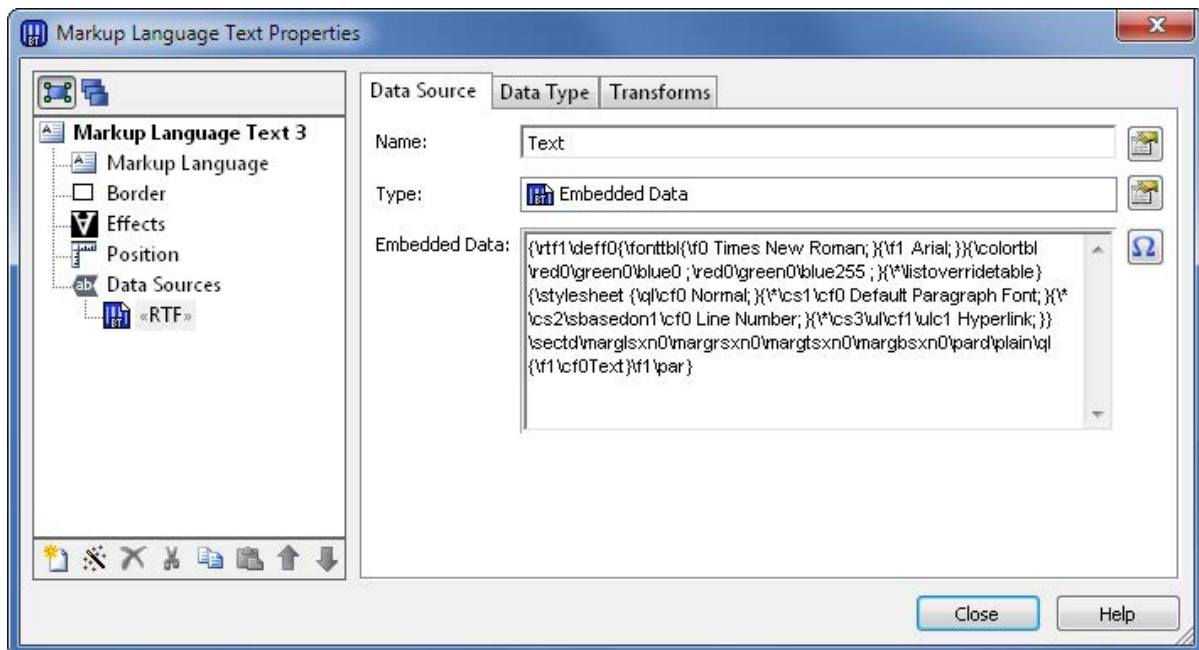 Markup Language Text Properties
Markup Language Text 3
Markup Language
Border
Effects
Position
Data Sources
«RTF»
Data Source
Data Type
Transforms
Name:
Text
Type:
Embedded Data
Embedded Data:
{\rtf1\deff0{\fonttbl{\f0 Times New Roman;}{\f1 Arial;}}{\colortbl
\red0\green0\blue0 ;\red0\green0\blue255 ;}{\*\listoverridetable}
{\stylesheet {\ql\cf0 Normal;}{\*\cs1\cf0 Default Paragraph Font;}{\*
\cs2\sbasedon1\cf0 Line Number;}{\*\cs3\ul\cf1\ulc1 Hyperlink;}}
\sectd\marglsxn0\margrsxn0\margtsxn0\margbsxn0\pard\plain\ql
{\f1\cf0Text}\f1\par}
Close
Help